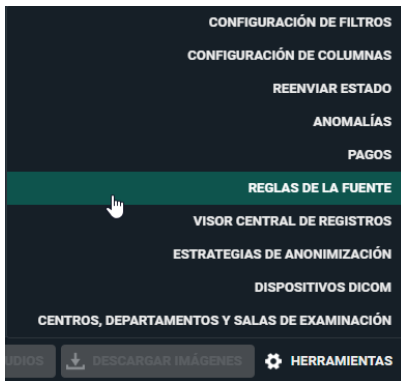 CONFIGURACIÓN DE FILTROS
CONFIGURACIÓN DE COLUMNAS
REENVIAR ESTADO
ANOMALÍAS
PAGOS
REGLAS DE LA FUENTE
VISOR CENTRAL DE REGISTROS
ESTRATEGIAS DE ANONIMIZACIÓN
DISPOSITIVOS DICOM
CENTROS, DEPARTAMENTOS Y SALAS DE EXAMINACIÓN
UDIOS DESCARGAR IMÁGENES HERRAMIENTAS